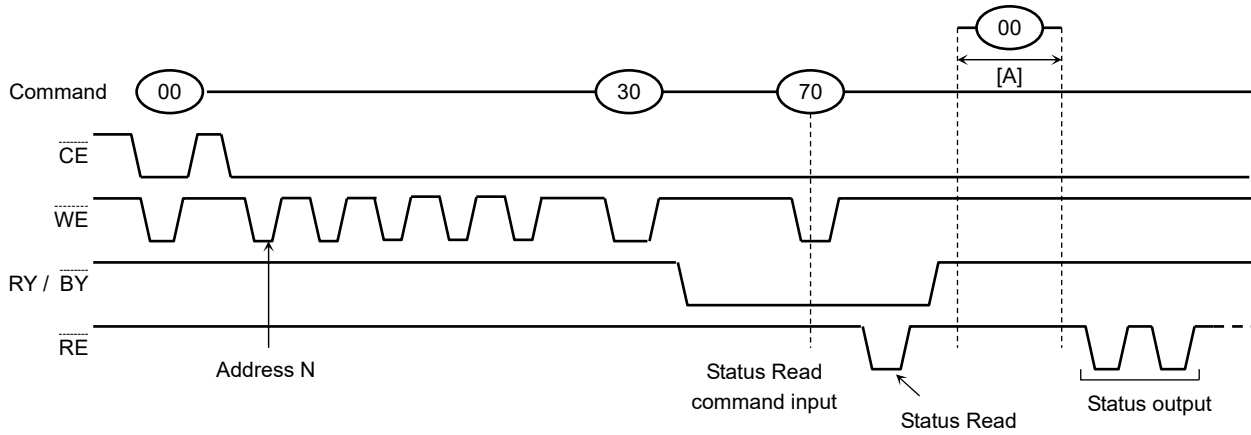 00
[A]
Command 00 30 70
CE
WE
RY / BY
RE
Address N
Status Read
command input
Status Read
Status output